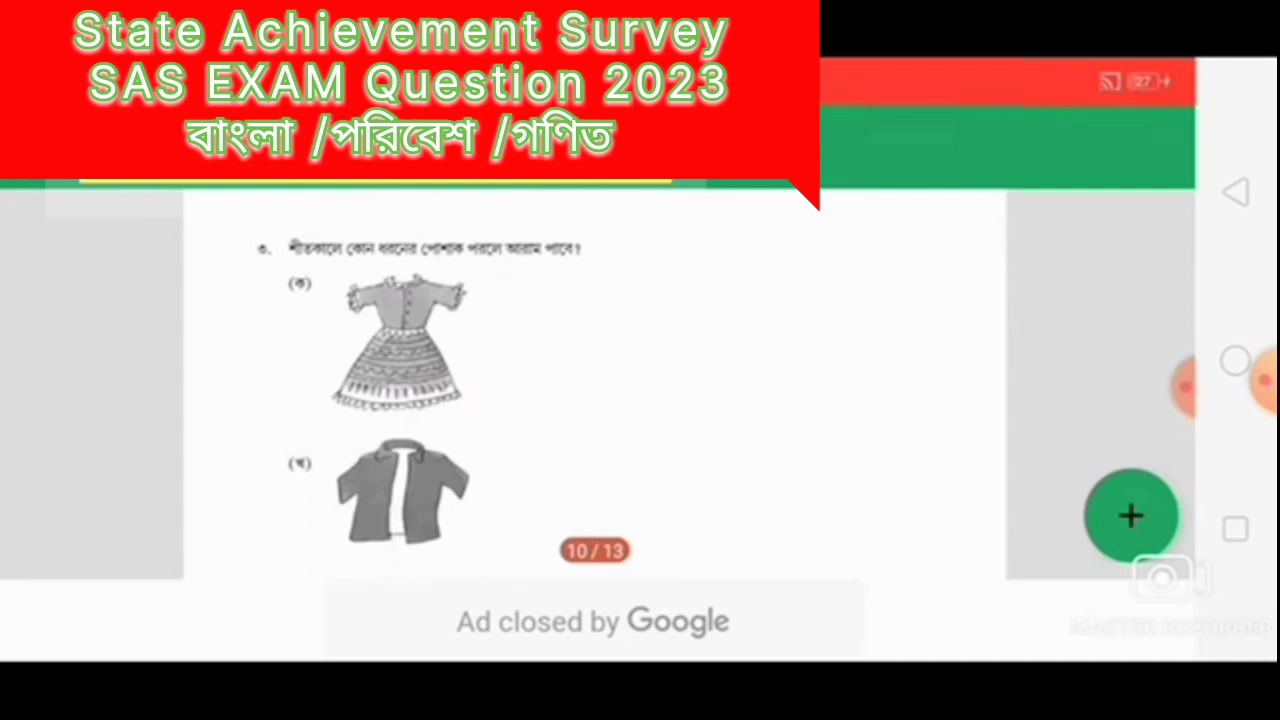 State Achievement Survey
SAS EXAM Question 2023
বাংলা /পরিবেশ /গণিত
27
৩. শীতকালে কোন ধরনের পোশাক পরলে আরাম পাবে?
(ক)
(খ)
10 / 13
Ad closed by Google